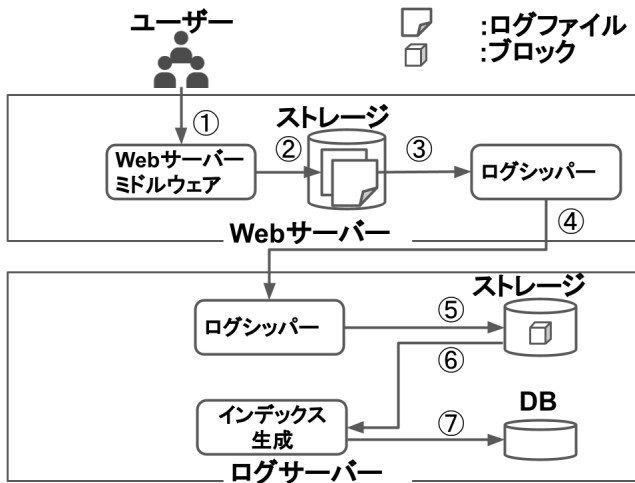 ユーザー
:ログファイル
:ブロック
①
ストレージ
Webサーバー
ミドルウェア
②
③
ログシッパー
④
Webサーバー
ストレージ
ログシッパー
⑤
⑥
インデックス
生成
⑦
DB
ログサーバー